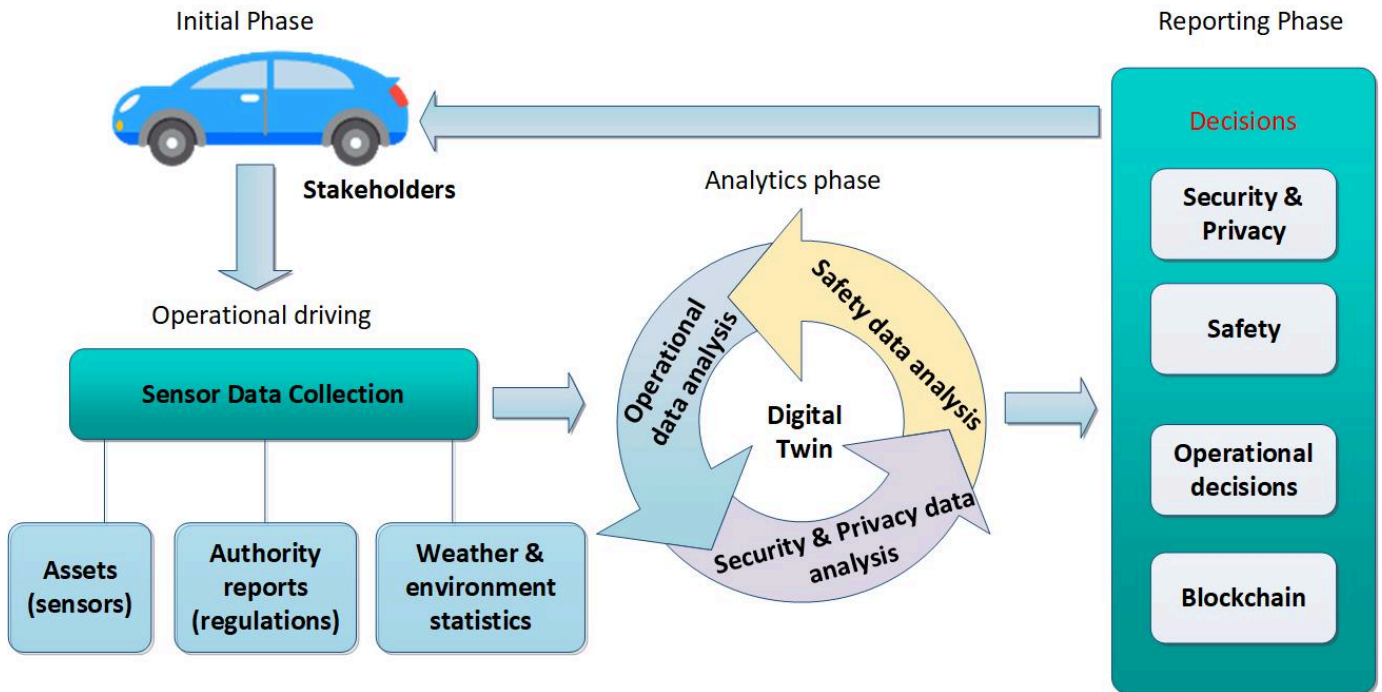 Initial Phase
Reporting Phase
Decisions
Stakeholders
Analytics phase
Security &
Privacy
Safety
Operational
decisions
Blockchain
Operational driving
Sensor Data Collection
Assets
(sensors)
Authority
reports
(regulations)
Weather &
environment
statistics
Operational
data analysis
Safety data analysis
Digital
Twin
Security & Privacy data
analysis